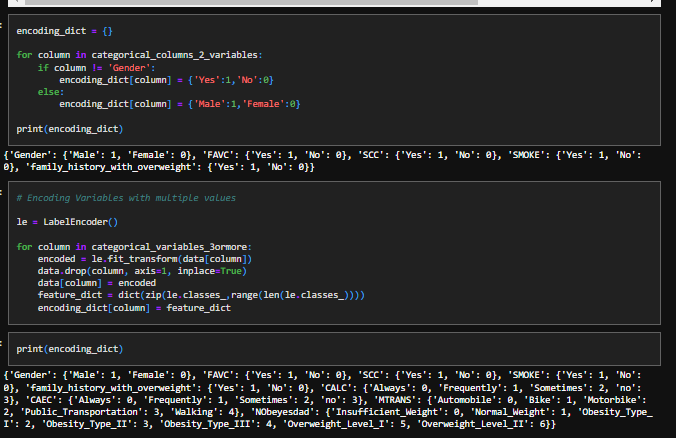 encoding_dict = {}
for column in categorical_columns_2_variables:
if column != 'Gender':
encoding_dict[column] = {'Yes':1,'No':0}
else:
encoding_dict[column] = {'Male':1,'Female':0}
print(encoding_dict)
{'Gender': {'Male': 1, 'Female': 0}, 'FAVC': {'Yes': 1, 'No': 0}, 'SCC': {'Yes': 1, 'No': 0}, 'SMOKE': {'Yes': 1, 'No':
0}, 'family_history_with_overweight': {'Yes': 1, 'No': 0}}
# Encoding Variables with multiple values
le = LabelEncoder()
for column in categorical_variables_3ormore:
encoded = le.fit_transform(data[column])
data.drop(column, axis=1, inplace=True)
data[column] = encoded
feature_dict = dict(zip(le.classes_,range(len(le.classes_))))
encoding_dict[column] = feature_dict
print(encoding_dict)
{'Gender': {'Male': 1, 'Female': 0}, 'FAVC': {'Yes': 1, 'No': 0}, 'SCC': {'Yes': 1, 'No': 0}, 'SMOKE': {'Yes': 1, 'No':
0}, 'family_history_with_overweight': {'Yes': 1, 'No': 0}, 'CALC': {'Always': 0, 'Frequently': 1, 'Sometimes': 2, 'no':
3}, 'CAEC': {'Always': 0, 'Frequently': 1, 'Sometimes': 2, 'no': 3}, 'MTRANS': {'Automobile': 0, 'Bike': 1, 'Motorbike':
2, 'Public_Transportation': 3, 'Walking': 4}, 'NObeyesdad': {'Insufficient_Weight': 0, 'Normal_Weight': 1, 'Obesity_Type_
I': 2, 'Obesity_Type_II': 3, 'Obesity_Type_III': 4, 'Overweight_Level_I': 5, 'Overweight_Level_II': 6}}